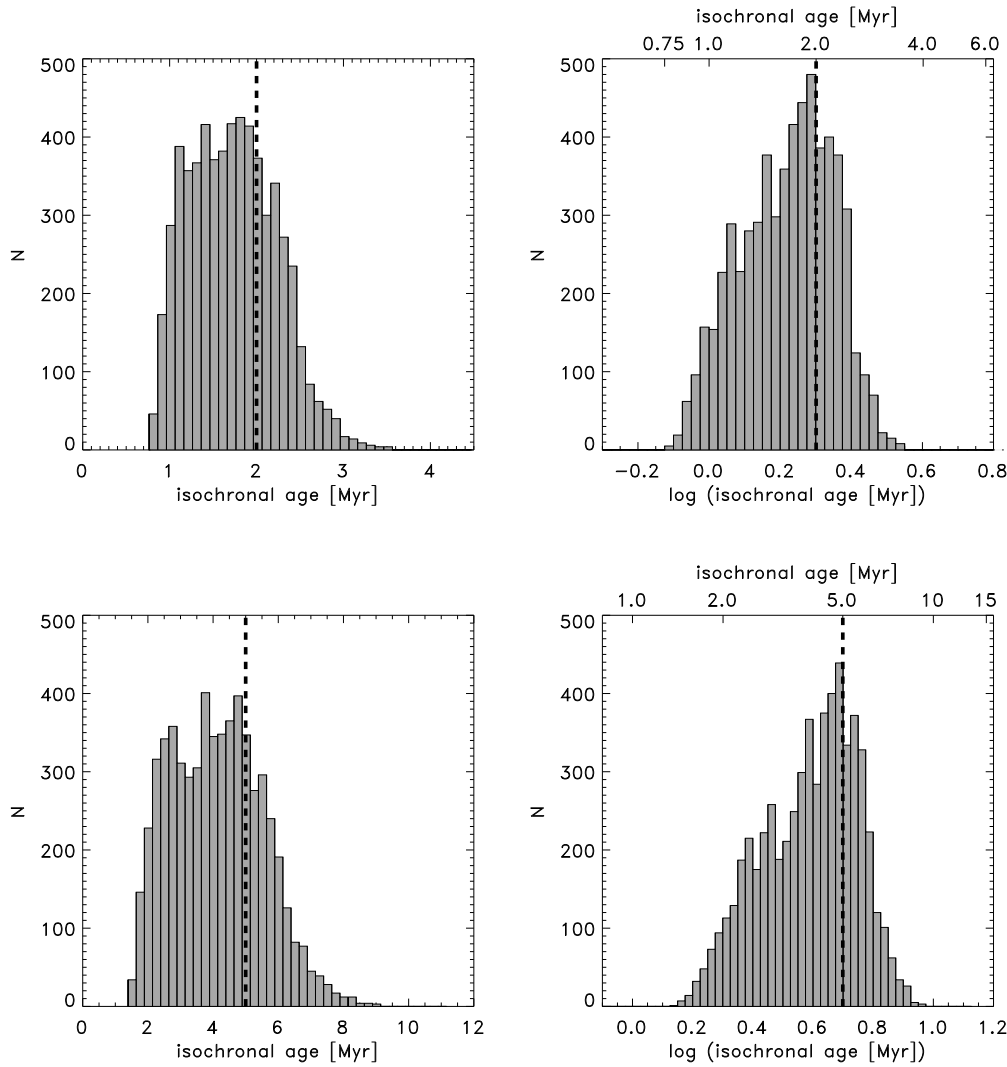 isochronal age [Myr]
0.75 1.0 2.0 4.0 6.0
500
400
300
200
100
0
N
0 1 2 3 4
isochronal age [Myr]
500
400
300
200
100
0
N
−0.2 0.0 0.2 0.4 0.6 0.8
log (isochronal age [Myr])
isochronal age [Myr]
1.0 2.0 5.0 10 15
500
400
300
200
100
0
N
0 2 4 6 8 10 12
isochronal age [Myr]
500
400
300
200
100
0
N
0.0 0.2 0.4 0.6 0.8 1.0 1.2
log (isochronal age [Myr])